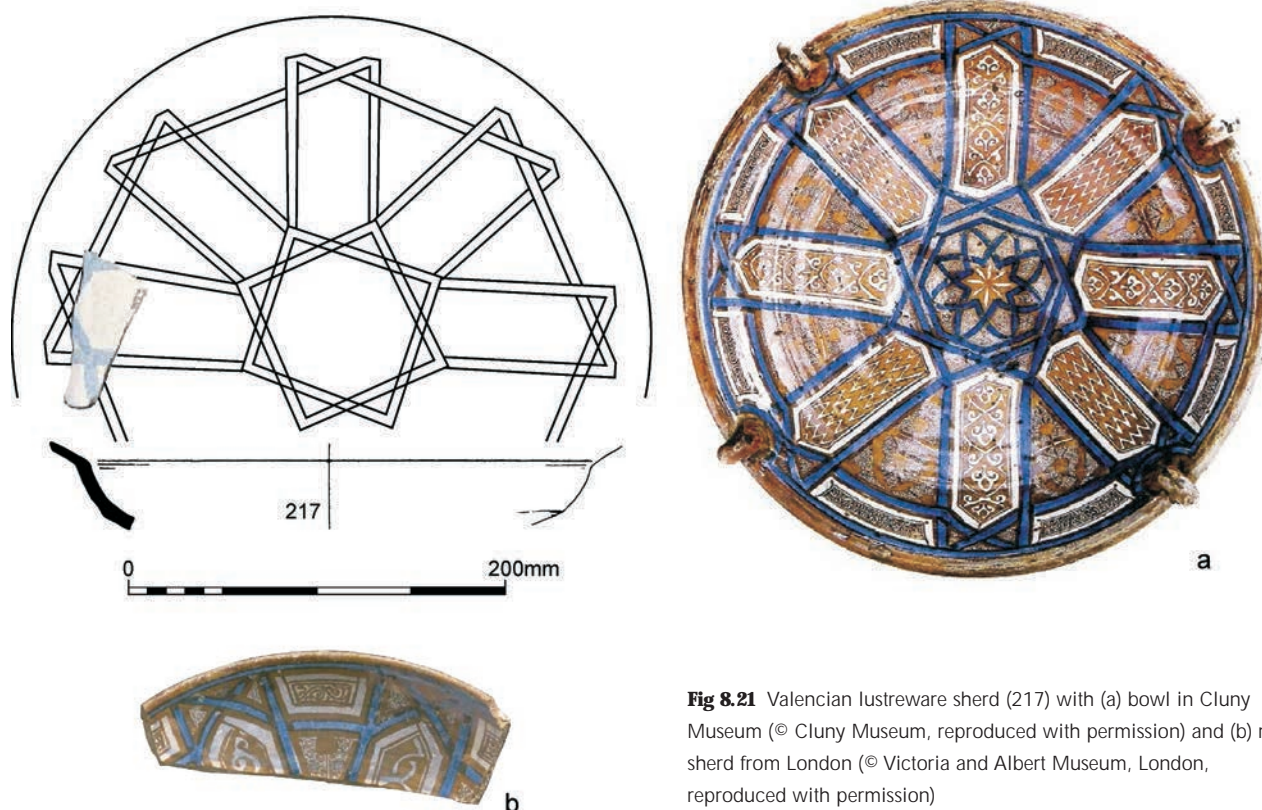 a
217
0 200mm
b
Fig 8.21 Valencian lustreware sherd (217) with (a) bowl in Cluny
Museum (© Cluny Museum, reproduced with permission) and (b)
sherd from London (© Victoria and Albert Museum, London,
reproduced with permission)